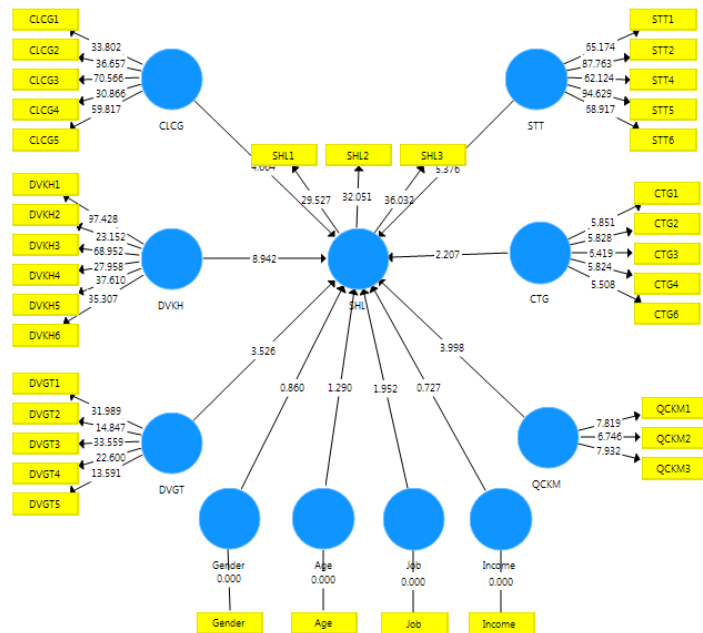 CLCG1
CLCG2
CLCG3
CLCG4
CLCG5
33.802
36.657
70.566
30.866
59.817
CLCG
STT1
STT2
STT4
STT5
STT6
65.174
87.763
62.124
94.629
68.917
STT
SHL1
SHL2
SHL3
29.527
32.051
36.032
4.004
5.376
DVKH1
DVKH2
DVKH3
DVKH4
DVKH5
DVKH6
97.428
23.152
68.952
27.958
37.610
35.307
DVKH
8.942
SHL
2.207
CTG1
CTG2
CTG3
CTG4
CTG6
5.851
5.828
6.419
5.824
5.508
CTG
DVGT1
DVGT2
DVGT3
DVGT4
DVGT5
31.989
14.847
33.559
22.600
13.591
DVGT
3.526
0.860
1.290
1.952
0.727
3.998
QCKM1
QCKM2
QCKM3
7.819
6.746
7.932
QCKM
Gender
Age
Job
Income
0.000
0.000
0.000
0.000
Gender
Age
Job
Income